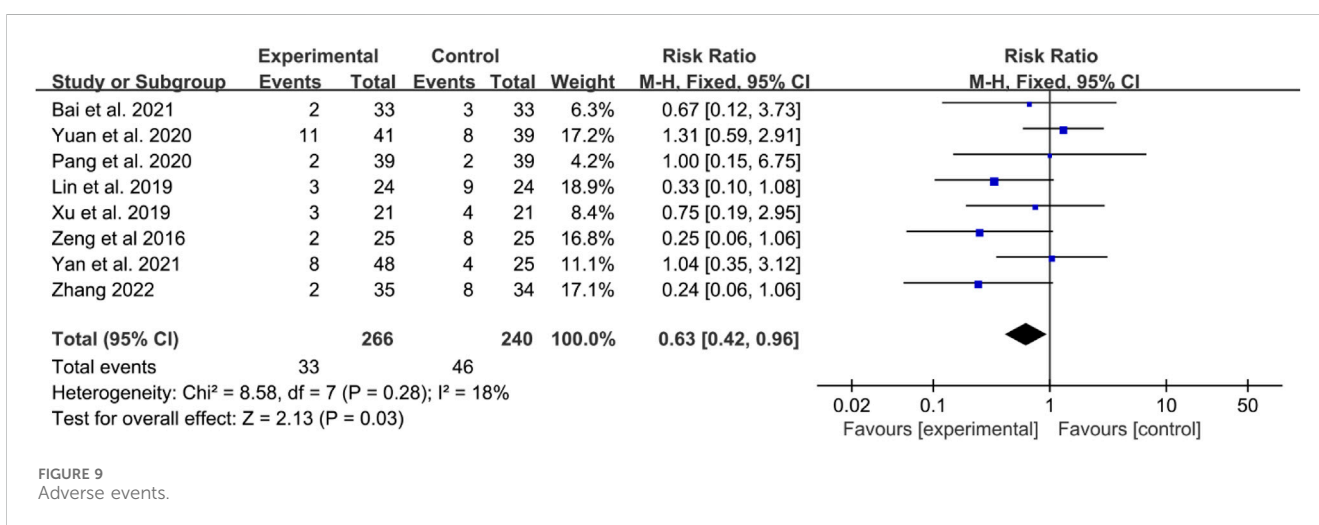 Experimental Control Risk Ratio Risk Ratio
Study or Subgroup Events Total Events Total Weight M-H, Fixed, 95% CI M-H, Fixed, 95% CI
Bai et al. 2021 2 33 3 33 6.3% 0.67 [0.12, 3.73]
Yuan et al. 2020 11 41 8 39 17.2% 1.31 [0.59, 2.91]
Pang et al. 2020 2 39 2 39 4.2% 1.00 [0.15, 6.75]
Lin et al. 2019 3 24 9 24 18.9% 0.33 [0.10, 1.08]
Xu et al. 2019 3 21 4 21 8.4% 0.75 [0.19, 2.95]
Zeng et al 2016 2 25 8 25 16.8% 0.25 [0.06, 1.06]
Yan et al. 2021 8 48 4 25 11.1% 1.04 [0.35, 3.12]
Zhang 2022 2 35 8 34 17.1% 0.24 [0.06, 1.06]
Total (95% CI) 266 240 100.0% 0.63 [0.42, 0.96]
Total events 33 46
Heterogeneity: Chi² = 8.58, df = 7 (P = 0.28); I² = 18%
Test for overall effect: Z = 2.13 (P = 0.03)
0.02 0.1 1 10 50
Favours [experimental] Favours [control]
FIGURE 9
Adverse events.